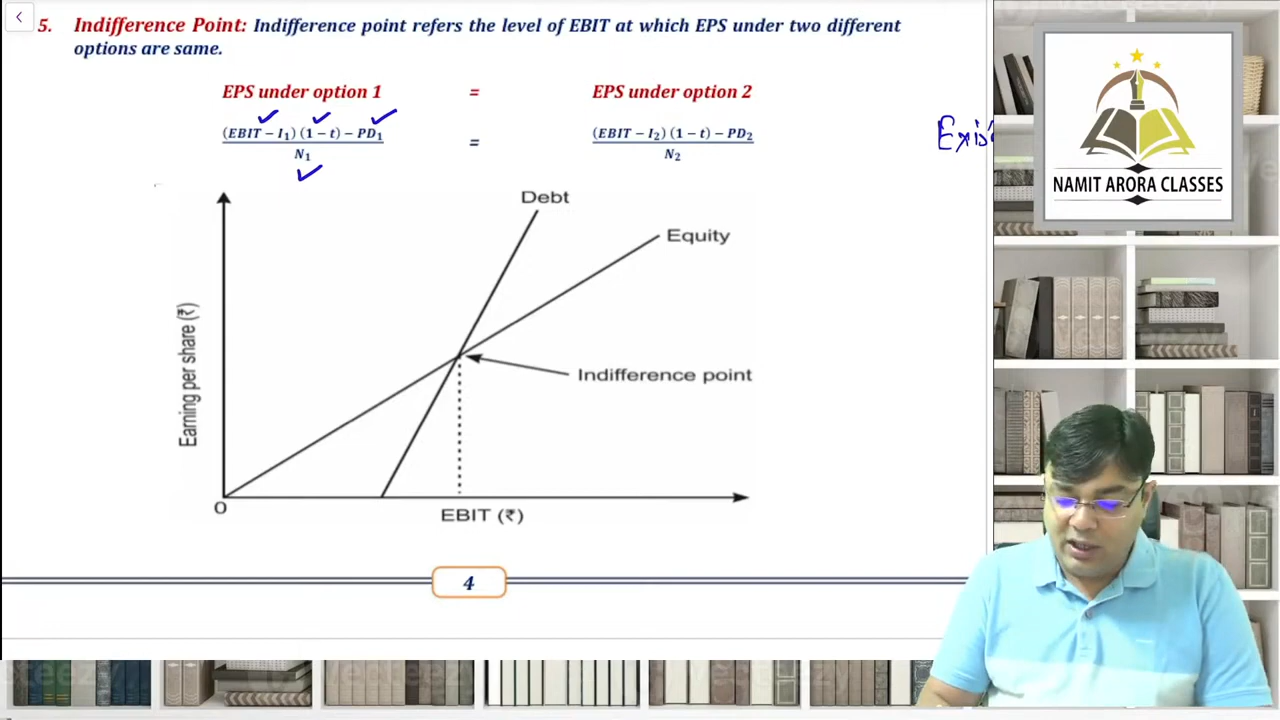 5. Indifference Point: Indifference point refers the level of EBIT at which EPS under two different
options are same.
EPS under option 1 = EPS under option 2
(EBIT − I₁)(1 − t) − PD₁ / N₁ = (EBIT − I₂)(1 − t) − PD₂ / N₂
NAMIT ARORA CLASSES
Debt
Equity
Earning per share (₹)
Indifference point
O
EBIT (₹)
4